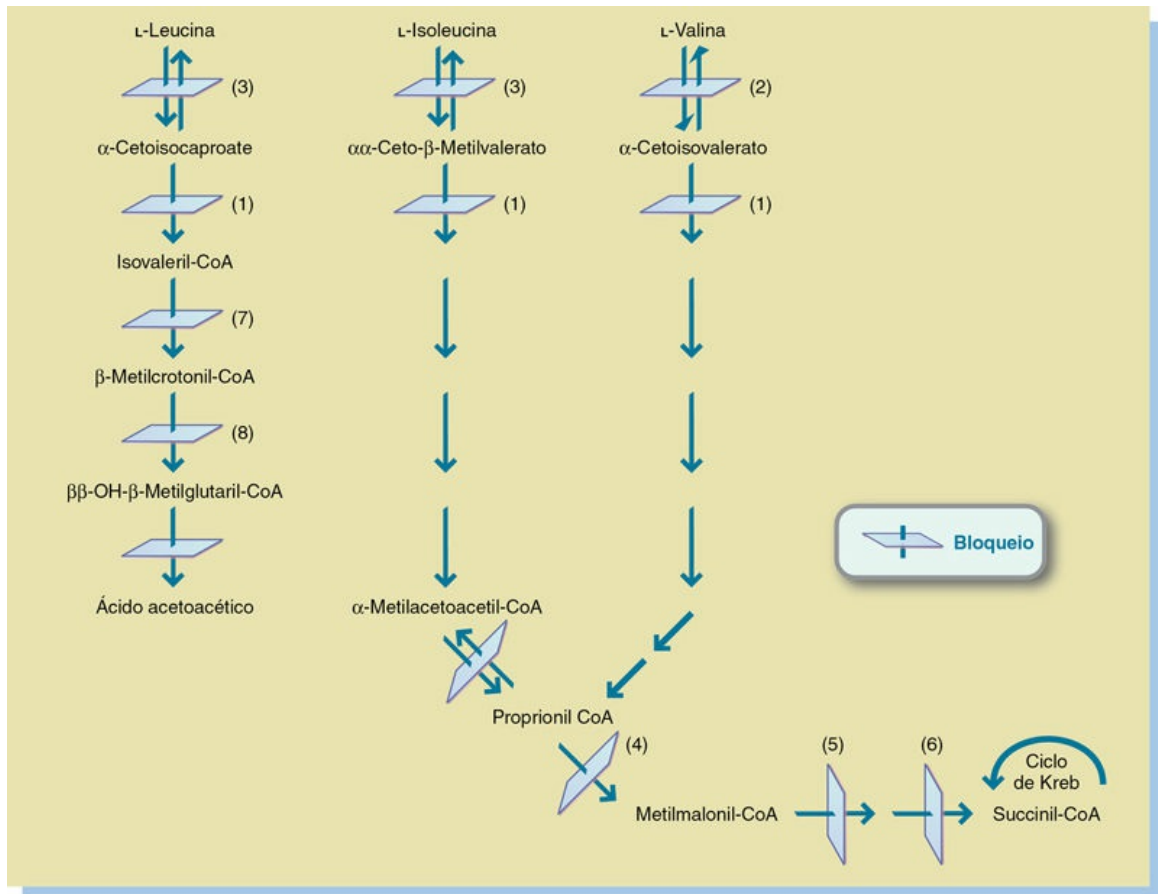 L-Leucina
L-Isoleucina
L-Valina
(3)
(3)
(2)
α-Cetoisocaproate
αα-Ceto-β-Metilvalerato
α-Cetoisovalerato
(1)
(1)
(1)
Isovaleril-CoA
(7)
β-Metilcrotonil-CoA
(8)
ββ-OH-β-Metilglutaril-CoA
Bloqueio
Ácido acetoacético
α-Metilacetoacetil-CoA
Proprionil CoA
(4)
(5)
(6)
Ciclo
de Kreb
Metilmalonil-CoA
Succinil-CoA